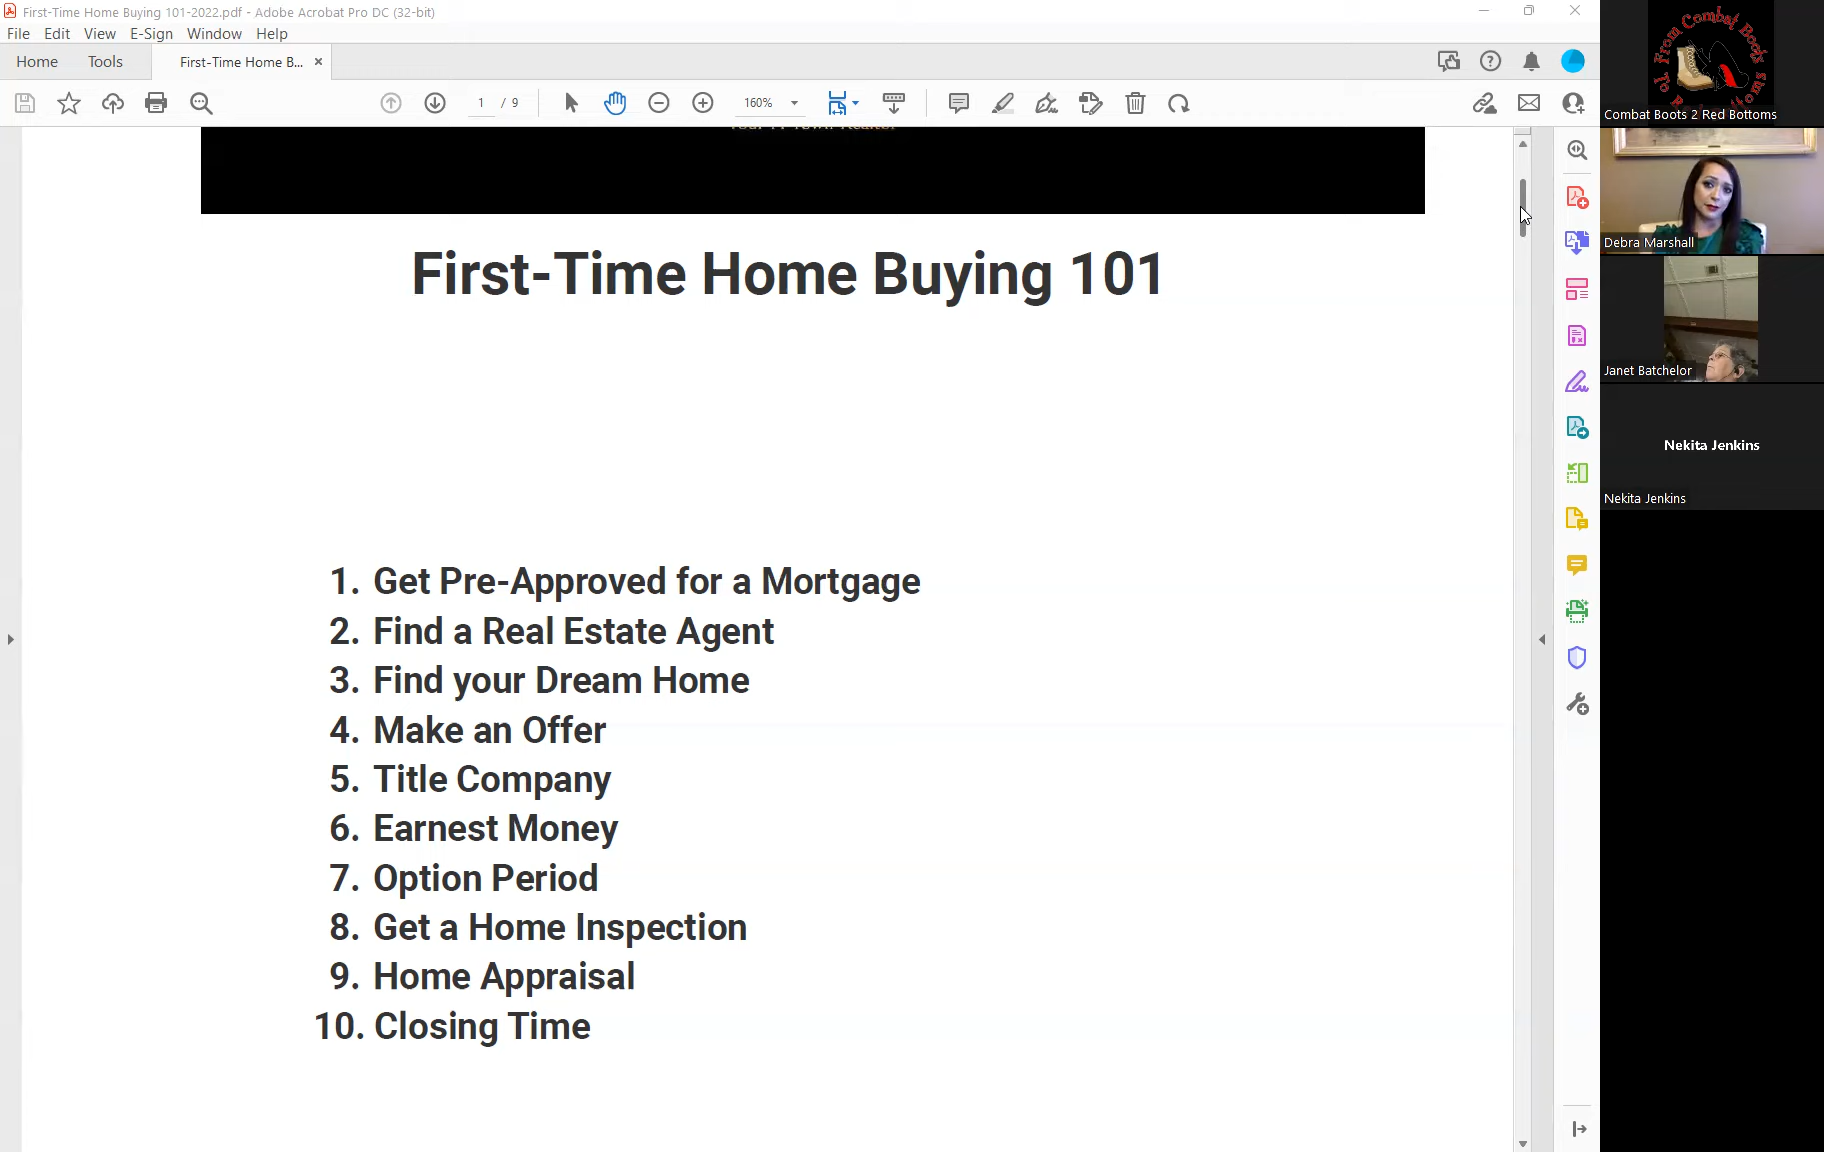 First-Time Home Buying 101-2022.pdf - Adobe Acrobat Pro DC (32-bit)
File Edit View E-Sign Window Help
Home Tools First-Time Home B... ×
1 / 9 160%
First-Time Home Buying 101
1. Get Pre-Approved for a Mortgage
2. Find a Real Estate Agent
3. Find your Dream Home
4. Make an Offer
5. Title Company
6. Earnest Money
7. Option Period
8. Get a Home Inspection
9. Home Appraisal
10. Closing Time
From Combat Boots
Combat Boots 2 Red Bottoms
Debra Marshall
Janet Batchelor
Nekita Jenkins
Nekita Jenkins